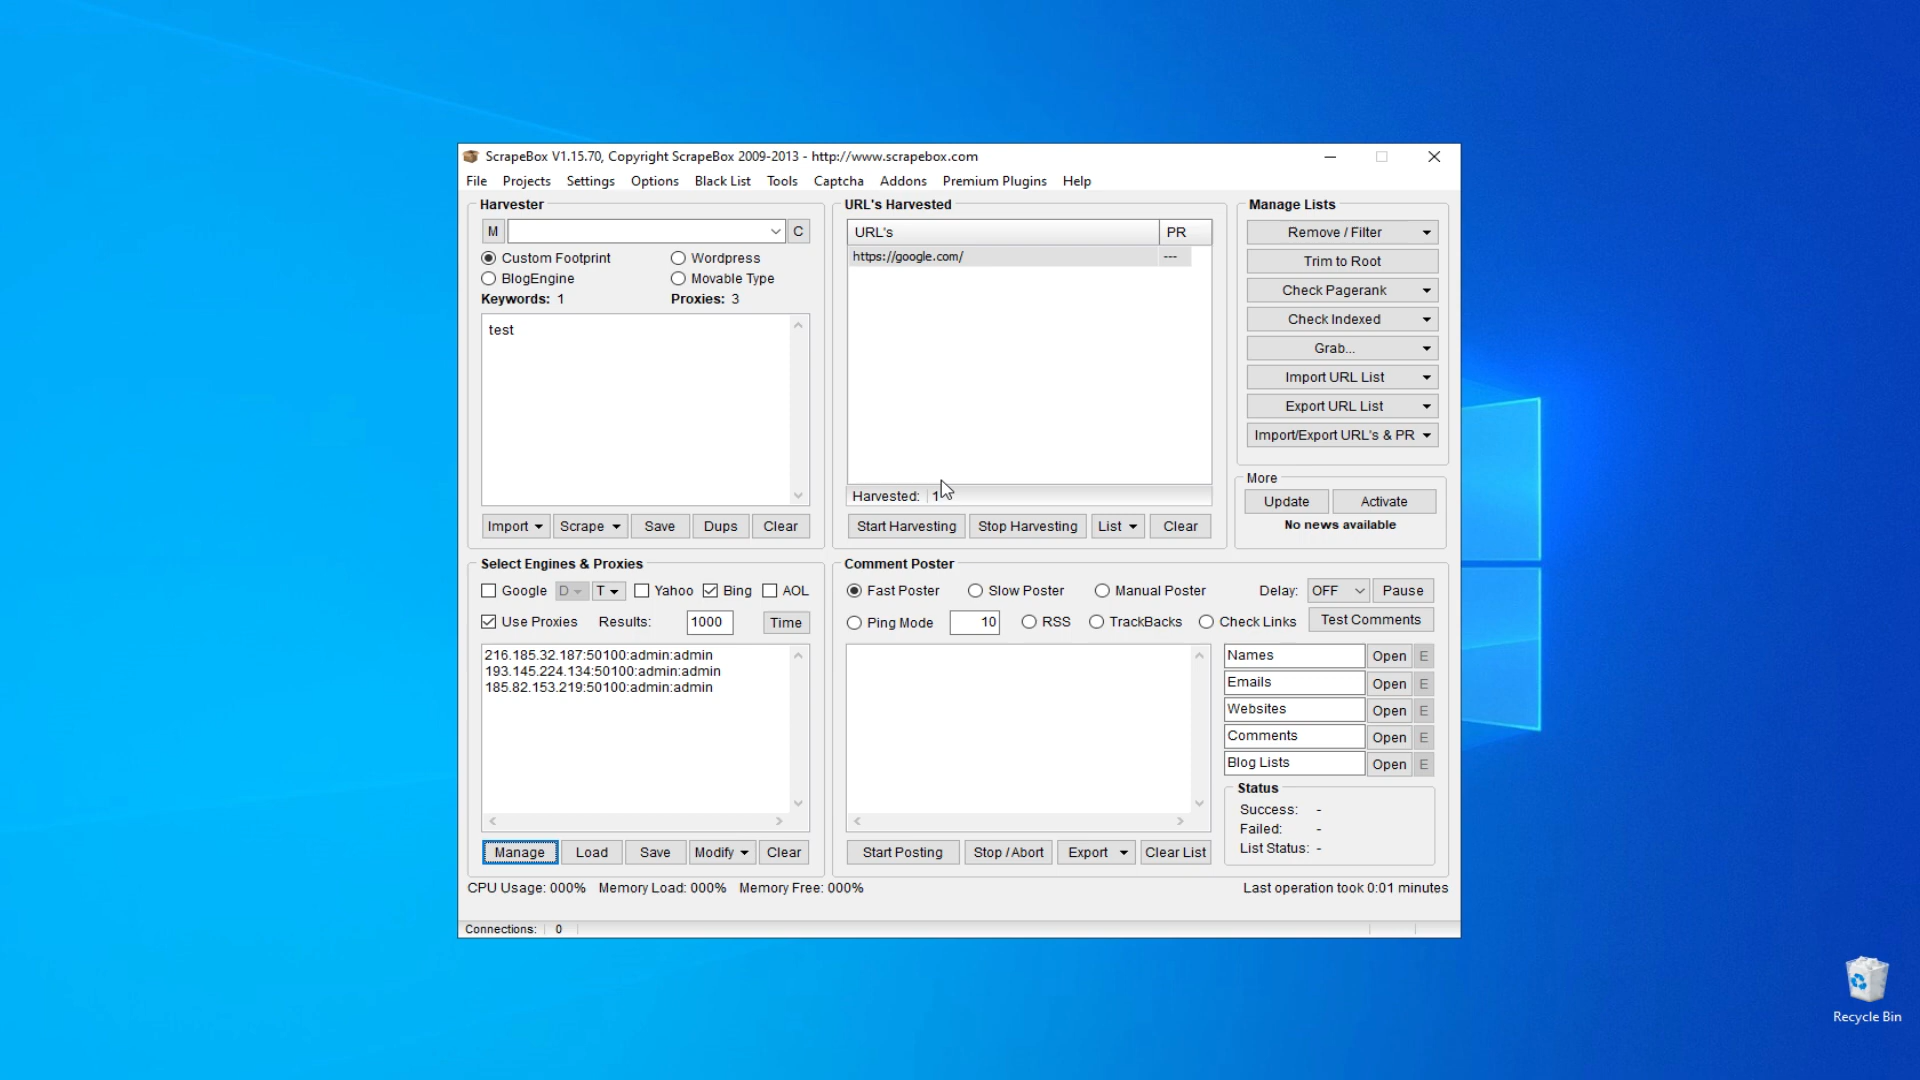 ScrapeBox V1.15.70, Copyright ScrapeBox 2009-2013 - http://www.scrapebox.com
File Projects Settings Options Black List Tools Captcha Addons Premium Plugins Help
Harvester
M C
Custom Footprint Wordpress
BlogEngine Movable Type
Keywords: 1 Proxies: 3
test
Import Scrape Save Dups Clear
URL's Harvested
URL's PR
https://google.com/ ---
Harvested: 1
Start Harvesting Stop Harvesting List Clear
Manage Lists
Remove / Filter
Trim to Root
Check Pagerank
Check Indexed
Grab...
Import URL List
Export URL List
Import/Export URL's & PR
More
Update Activate
No news available
Select Engines & Proxies
Google D T Yahoo Bing AOL
Use Proxies Results: 1000 Time
216.185.32.187:50100:admin:admin
193.145.224.134:50100:admin:admin
185.82.153.219:50100:admin:admin
Manage Load Save Modify Clear
Comment Poster
Fast Poster Slow Poster Manual Poster Delay: OFF Pause
Ping Mode 10 RSS TrackBacks Check Links Test Comments
Names Open E
Emails Open E
Websites Open E
Comments Open E
Blog Lists Open E
Status
Success: -
Failed: -
List Status: -
Start Posting Stop / Abort Export Clear List
CPU Usage: 000% Memory Load: 000% Memory Free: 000% Last operation took 0:01 minutes
Connections: 0
Recycle Bin